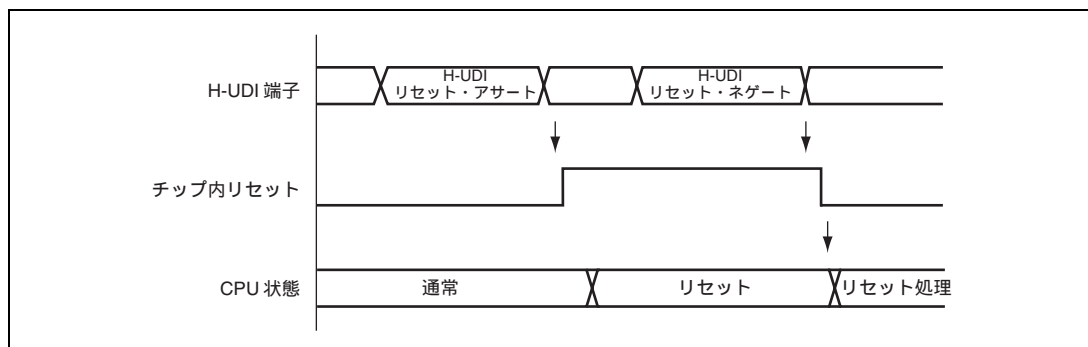 H-UDI 端子
H-UDI
リセット・アサート
H-UDI
リセット・ネゲート
チップ内リセット
CPU 状態
通常
リセット
リセット処理